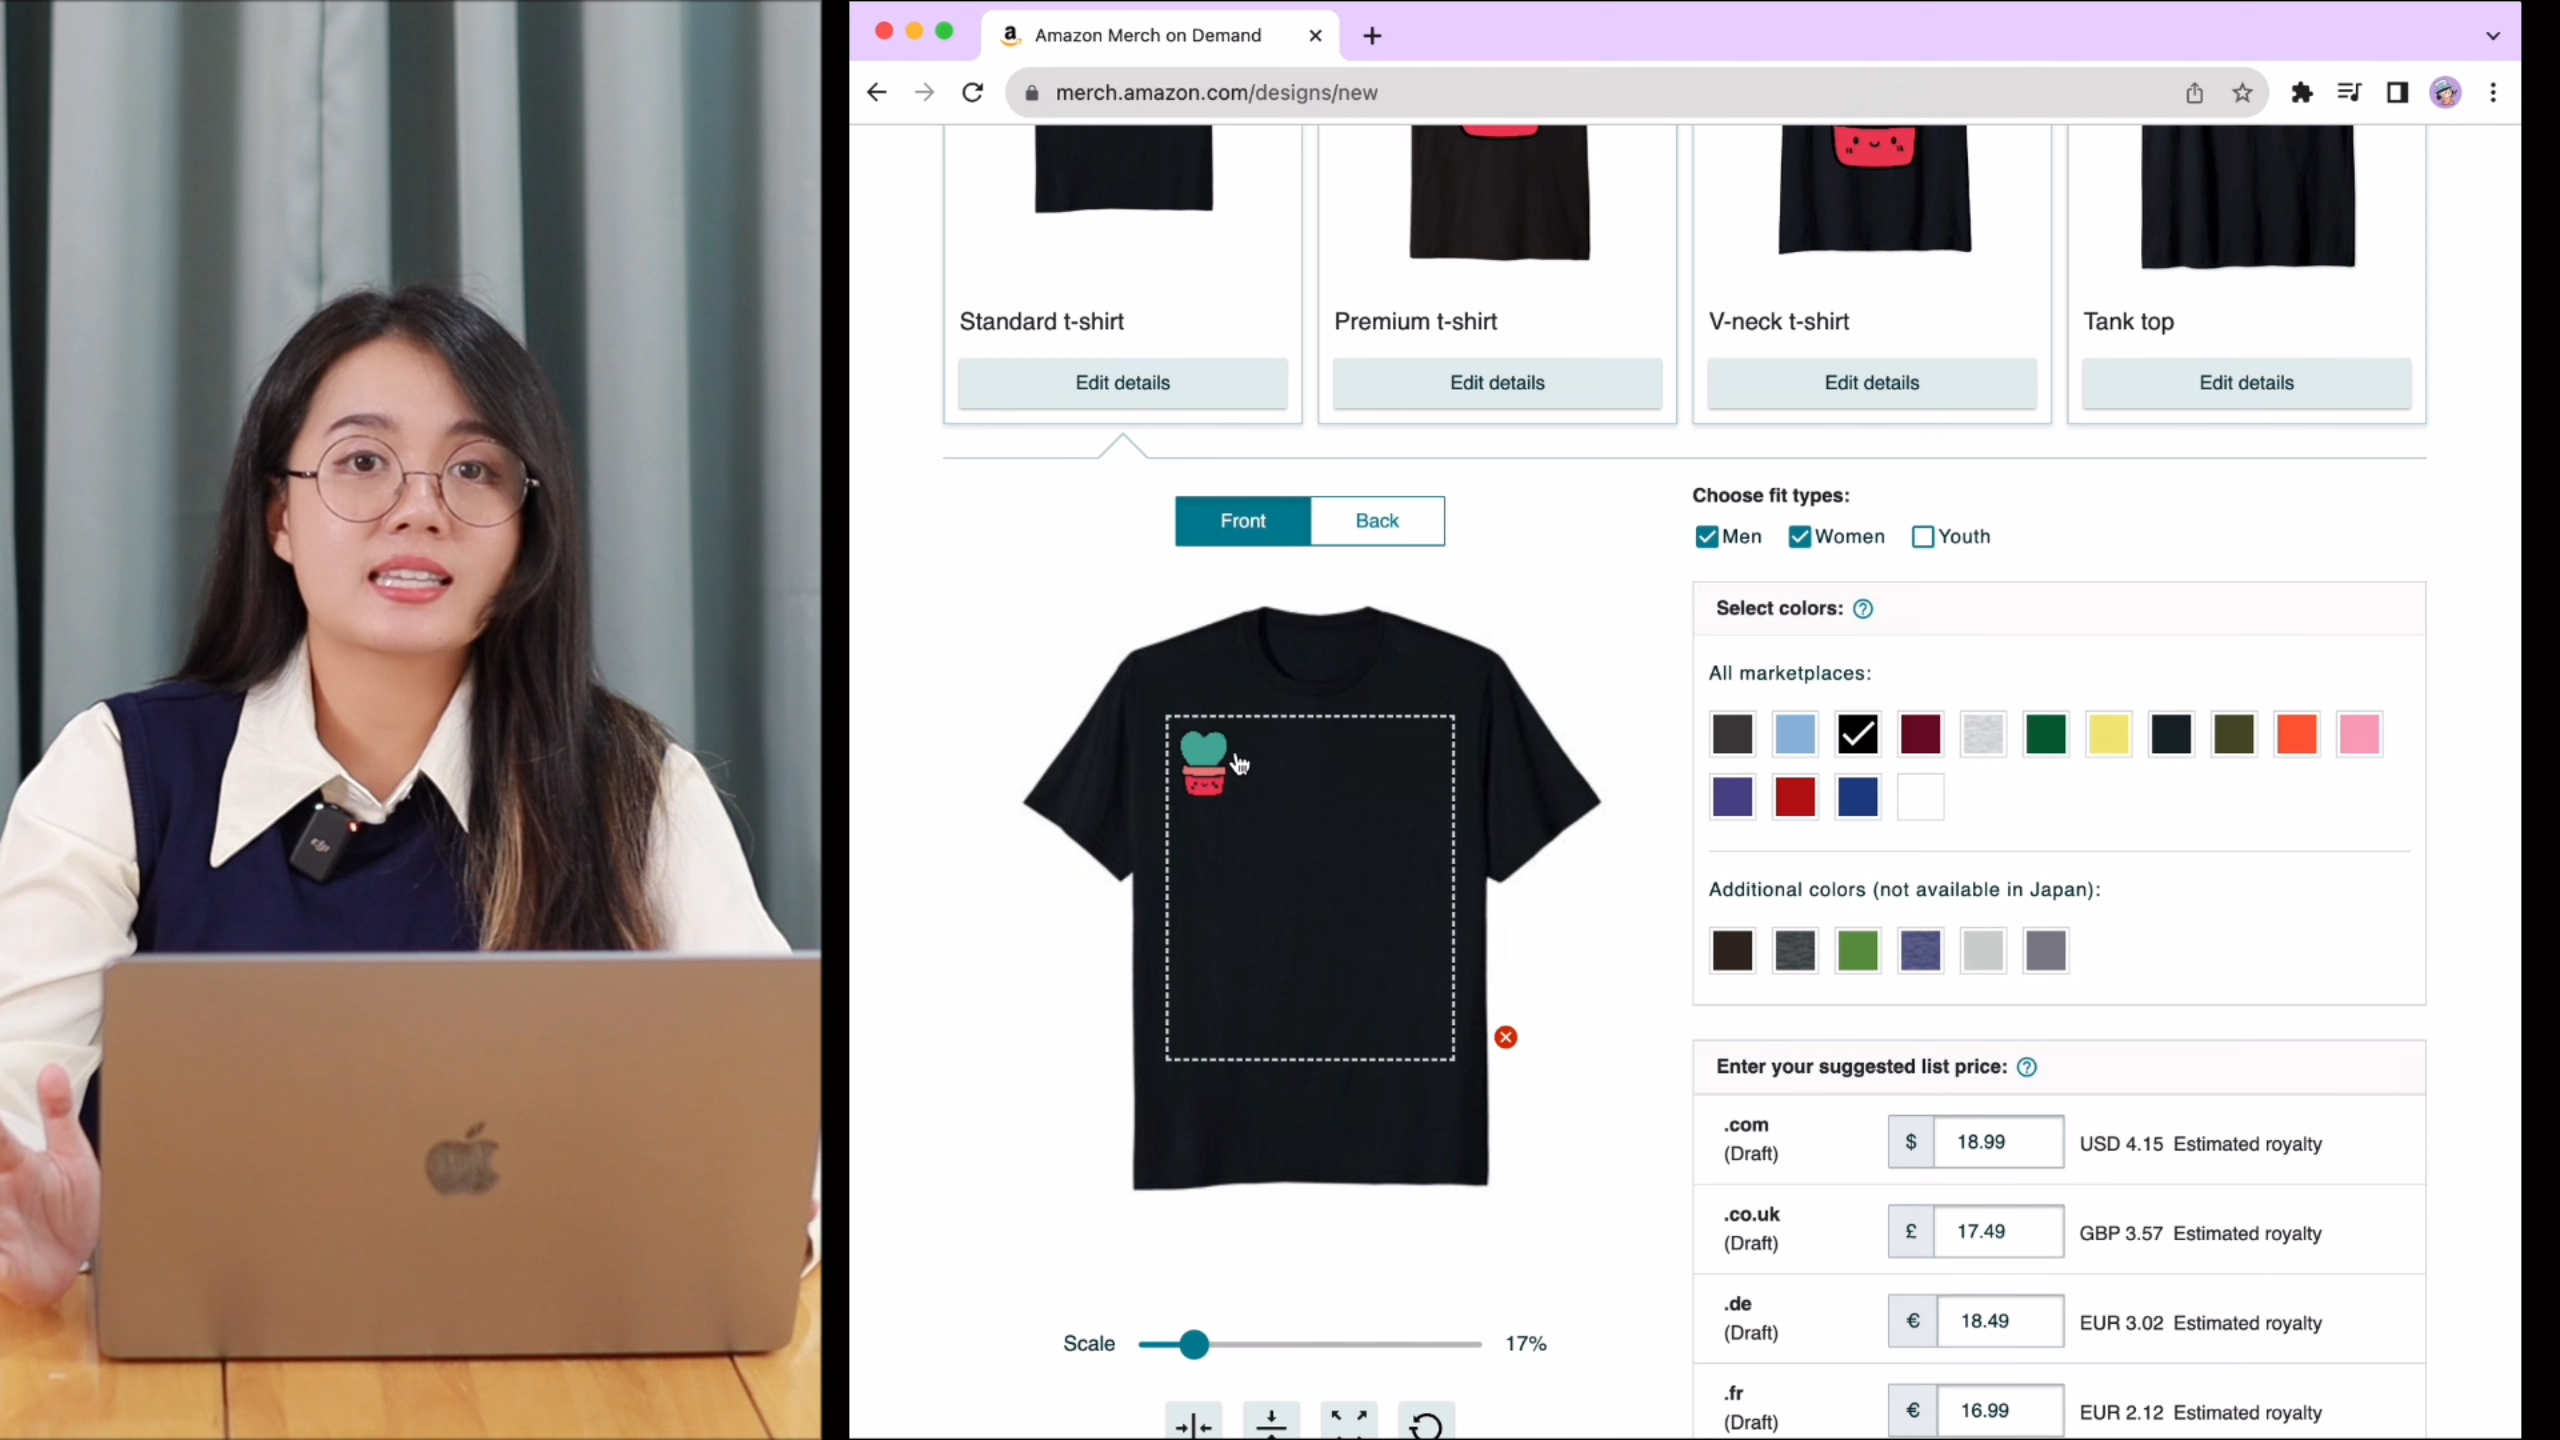 Amazon Merch on Demand
merch.amazon.com/designs/new
Standard t-shirt
Premium t-shirt
V-neck t-shirt
Tank top
Edit details
Edit details
Edit details
Edit details
Front
Back
Choose fit types:
Men
Women
Youth
Select colors: ?
All marketplaces:
Additional colors (not available in Japan):
Enter your suggested list price: ?
.com
(Draft)
$ 18.99
USD 4.15 Estimated royalty
.co.uk
(Draft)
£ 17.49
GBP 3.57 Estimated royalty
.de
(Draft)
€ 18.49
EUR 3.02 Estimated royalty
.fr
(Draft)
€ 16.99
EUR 2.12 Estimated royalty
Scale
17%
dji